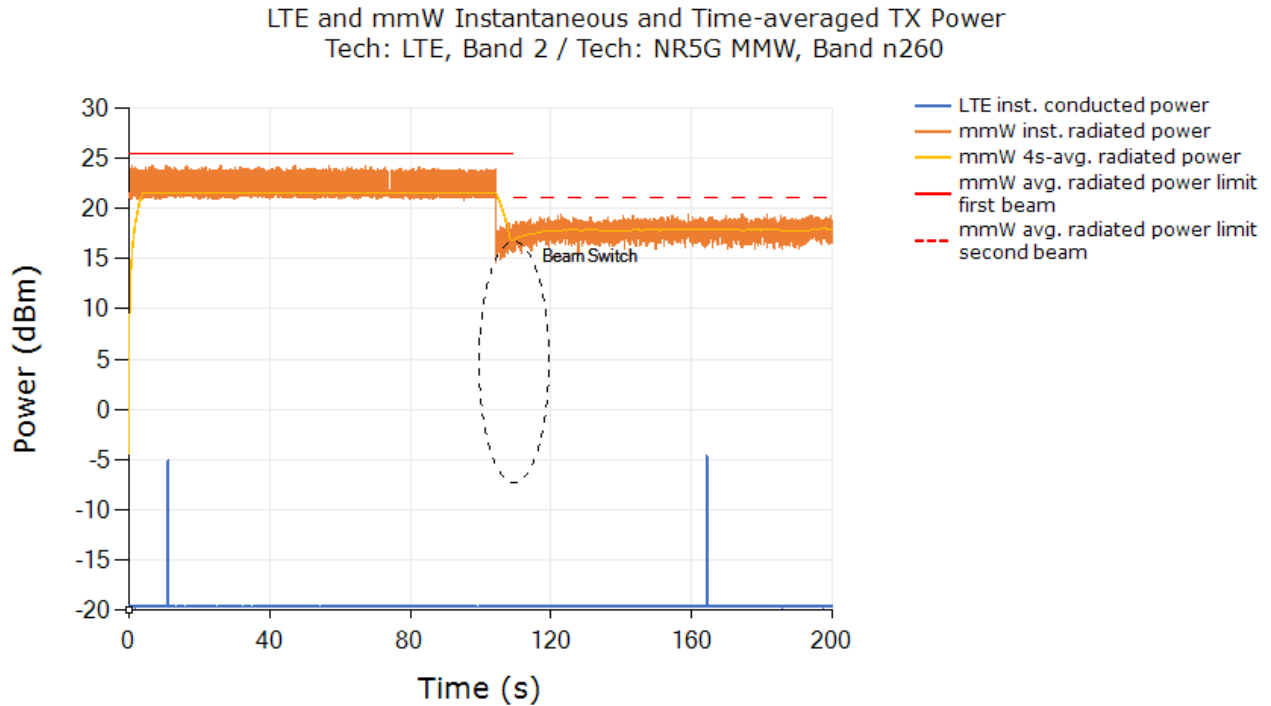 LTE and mmW Instantaneous and Time-averaged TX Power
Tech: LTE, Band 2 / Tech: NR5G MMW, Band n260
30
25
20
15
10
5
0
-5
-10
-15
-20
Power (dBm)
Beam Switch
0
40
80
120
160
200
Time (s)
LTE inst. conducted power
mmW inst. radiated power
mmW 4s-avg. radiated power
mmW avg. radiated power limit
first beam
mmW avg. radiated power limit
second beam